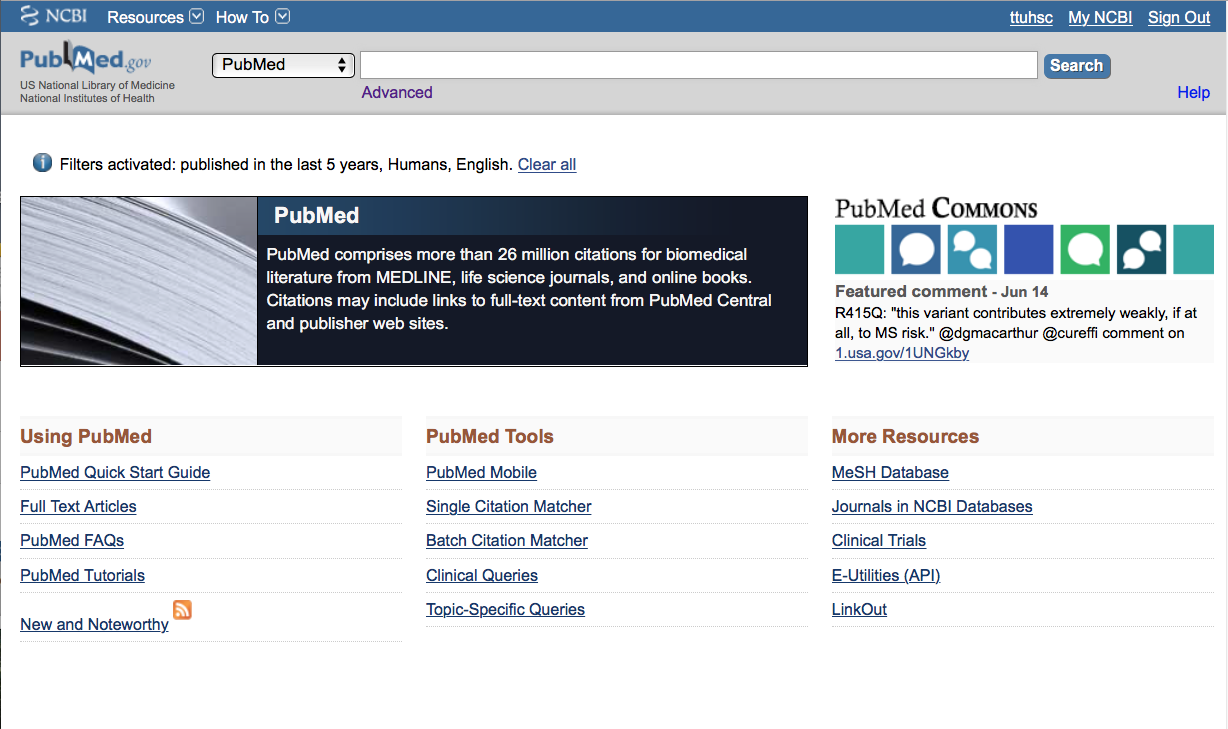 NCBI Resources How To ttuhsc My NCBI Sign Out
PubMed.gov
US National Library of Medicine
National Institutes of Health
PubMed Search
Advanced Help
Filters activated: published in the last 5 years, Humans, English. Clear all
PubMed
PubMed comprises more than 26 million citations for biomedical
literature from MEDLINE, life science journals, and online books.
Citations may include links to full-text content from PubMed Central
and publisher web sites.
PubMed Commons
Featured comment - Jun 14
R415Q: "this variant contributes extremely weakly, if at
all, to MS risk." @dgmacarthur @cureffi comment on
1.usa.gov/1UNGkby
Using PubMed
PubMed Quick Start Guide
Full Text Articles
PubMed FAQs
PubMed Tutorials
New and Noteworthy
PubMed Tools
PubMed Mobile
Single Citation Matcher
Batch Citation Matcher
Clinical Queries
Topic-Specific Queries
More Resources
MeSH Database
Journals in NCBI Databases
Clinical Trials
E-Utilities (API)
LinkOut